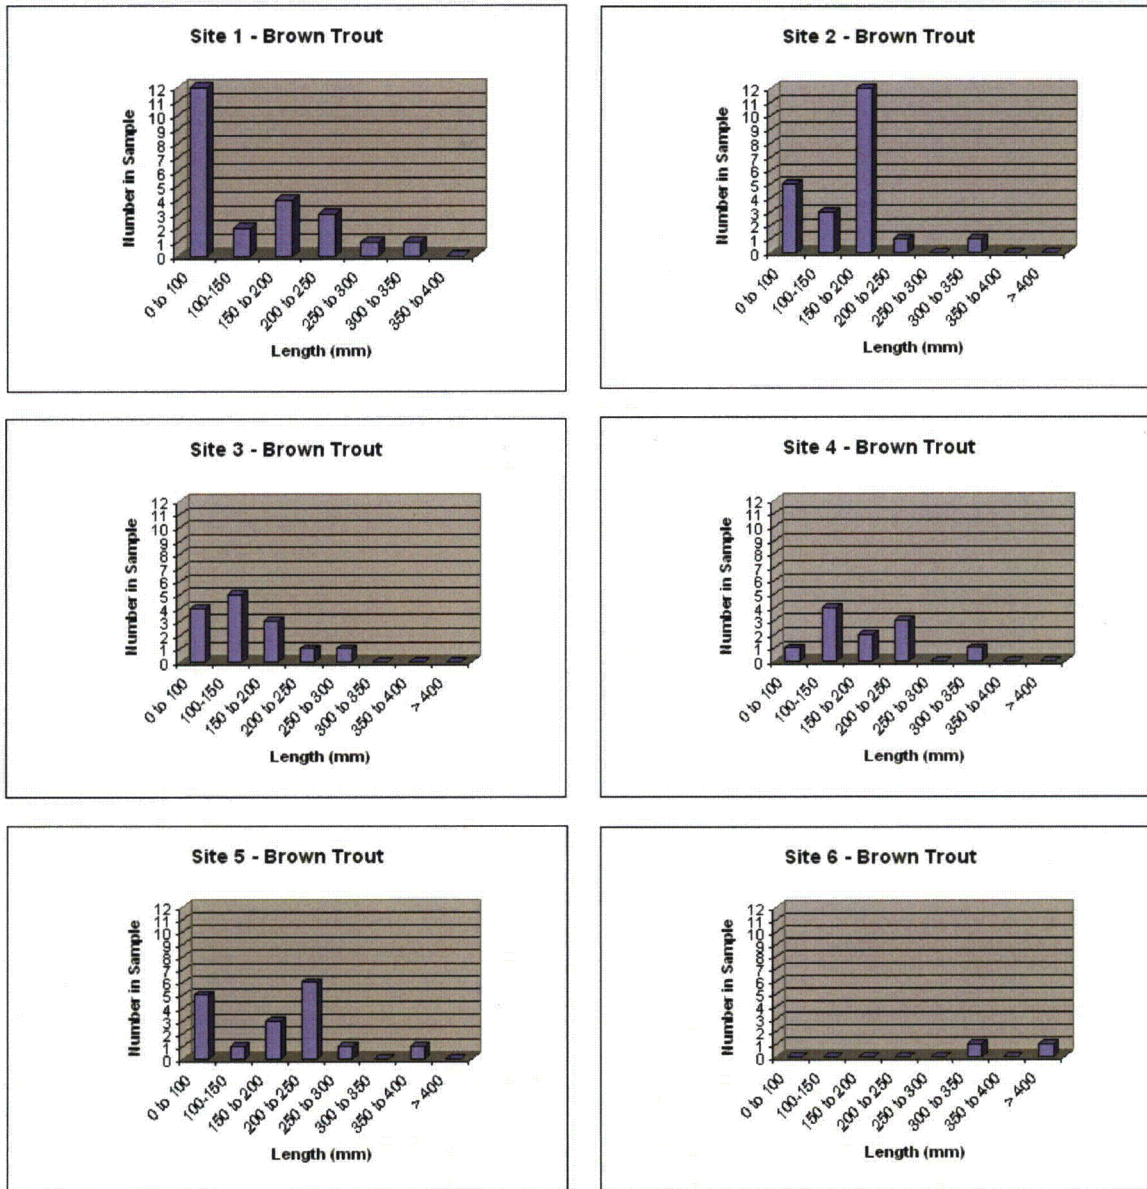 Site 1 - Brown Trout
Number in Sample
12
11
10
9
8
7
6
5
4
3
2
1
0
0 to 100
100-150
150 to 200
200 to 250
250 to 300
300 to 350
350 to 400
Length (mm)
Site 2 - Brown Trout
Number in Sample
12
11
10
9
8
7
6
5
4
3
2
1
0
0 to 100
100-150
150 to 200
200 to 250
250 to 300
300 to 350
350 to 400
> 400
Length (mm)
Site 3 - Brown Trout
Number in Sample
12
11
10
9
8
7
6
5
4
3
2
1
0
0 to 100
100-150
150 to 200
200 to 250
250 to 300
300 to 350
350 to 400
> 400
Length (mm)
Site 4 - Brown Trout
Number in Sample
12
11
10
9
8
7
6
5
4
3
2
1
0
0 to 100
100-150
150 to 200
200 to 250
250 to 300
300 to 350
350 to 400
> 400
Length (mm)
Site 5 - Brown Trout
Number in Sample
12
11
10
9
8
7
6
5
4
3
2
1
0
0 to 100
100-150
150 to 200
200 to 250
250 to 300
300 to 350
350 to 400
> 400
Length (mm)
Site 6 - Brown Trout
Number in Sample
12
11
10
9
8
7
6
5
4
3
2
1
0
0 to 100
100-150
150 to 200
200 to 250
250 to 300
300 to 350
350 to 400
> 400
Length (mm)